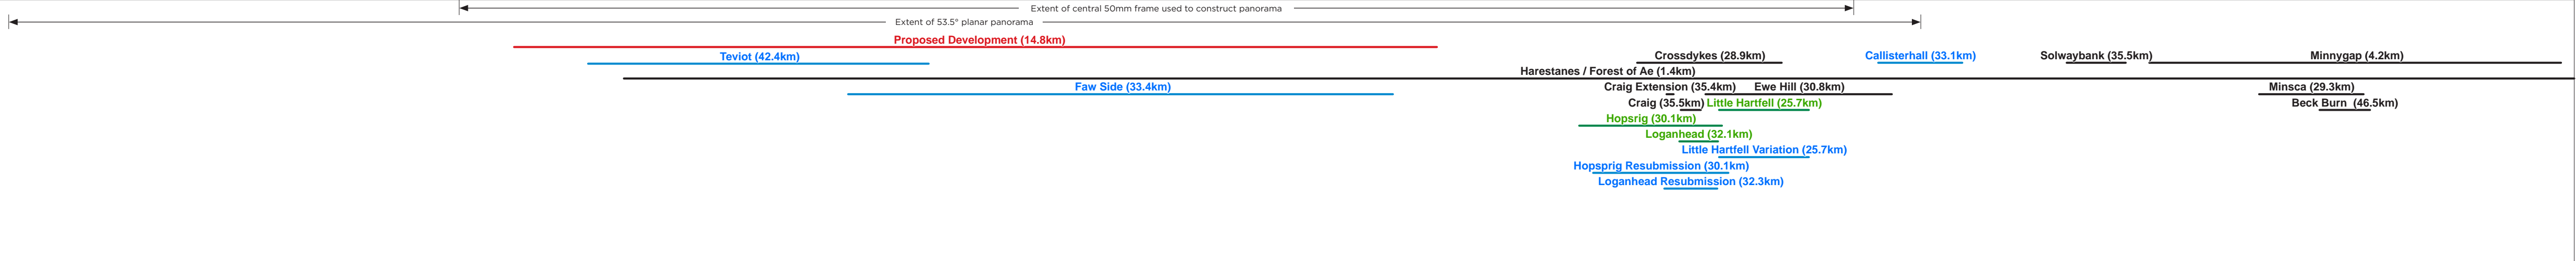 Extent of central 50mm frame used to construct panorama
Extent of 53.5° planar panorama
Proposed Development (14.8km)
Teviot (42.4km)
Crossdykes (28.9km)
Callisterhall (33.1km)
Solwaybank (35.5km)
Minnygap (4.2km)
Harestanes / Forest of Ae (1.4km)
Faw Side (33.4km)
Craig Extension (35.4km)
Ewe Hill (30.8km)
Minsca (29.3km)
Craig (35.5km)
Little Hartfell (25.7km)
Beck Burn (46.5km)
Hopsrig (30.1km)
Loganhead (32.1km)
Little Hartfell Variation (25.7km)
Hopsprig Resubmission (30.1km)
Loganhead Resubmission (32.3km)